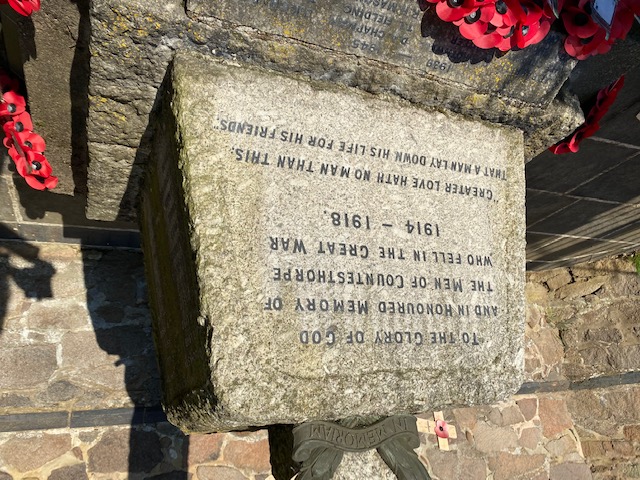 IN MEMORIAM
"TO THE GLORY OF GOD
AND IN HONOURED MEMORY OF
THE MEN OF COUNTESTHORPE
WHO FELL IN THE GREAT WAR
1914 – 1918.
"GREATER LOVE HATH NO MAN THAN THIS,
THAT A MAN LAY DOWN HIS LIFE FOR HIS FRIENDS."
1939